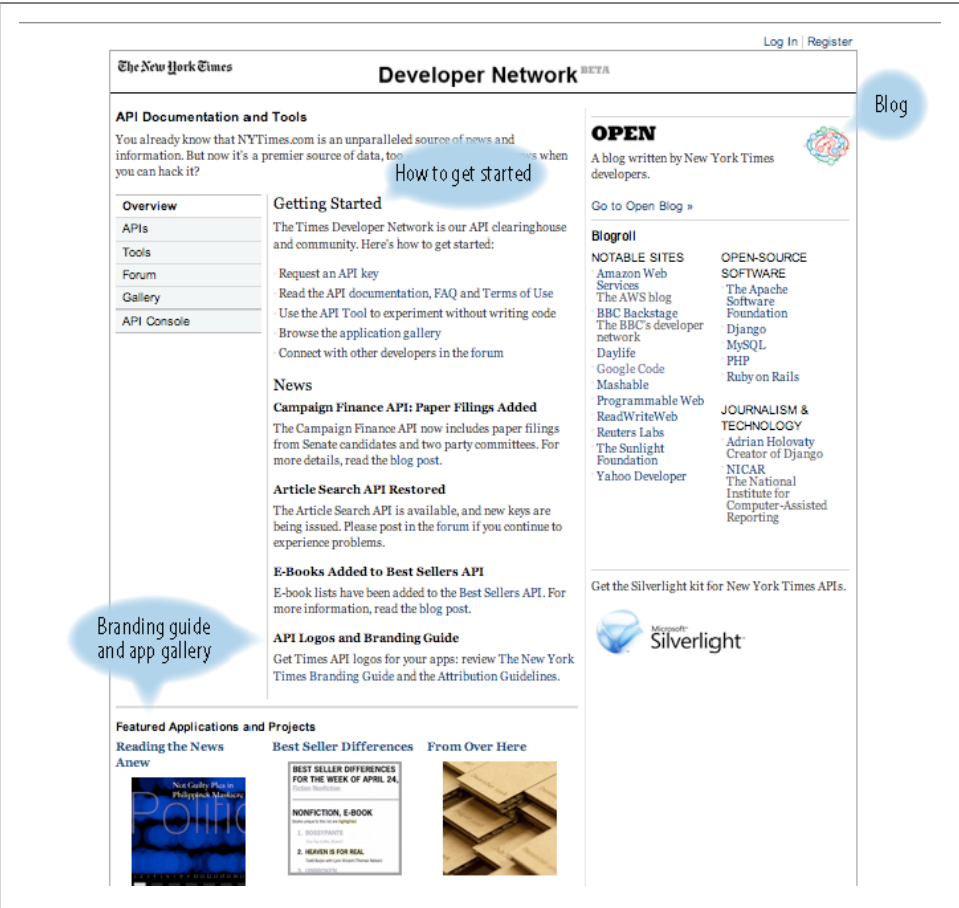 Log In | Register
The New York Times
Developer Network BETA
API Documentation and Tools
You already know that NYTimes.com is an unparalleled source of news and
information. But now it's a premier source of data, too
ws when
you can hack it?
How to get started
Overview
APIs
Tools
Forum
Gallery
API Console
Getting Started
The Times Developer Network is our API clearinghouse
and community. Here's how to get started:
Request an API key
Read the API documentation, FAQ and Terms of Use
Use the API Tool to experiment without writing code
Browse the application gallery
Connect with other developers in the forum
News
Campaign Finance API: Paper Filings Added
The Campaign Finance API now includes paper filings
from Senate candidates and two party committees. For
more details, read the blog post.
Article Search API Restored
The Article Search API is available, and new keys are
being issued. Please post in the forum if you continue to
experience problems.
E-Books Added to Best Sellers API
E-book lists have been added to the Best Sellers API. For
more information, read the blog post.
API Logos and Branding Guide
Get Times API logos for your apps: review The New York
Times Branding Guide and the Attribution Guidelines.
Branding guide
and app gallery
Blog
OPEN
A blog written by New York Times
developers.
Go to Open Blog »
Blogroll
NOTABLE SITES
Amazon Web
Services
The AWS blog
BBC Backstage
The BBC's developer
network
Daylife
Google Code
Mashable
Programmable Web
ReadWriteWeb
Reuters Labs
The Sunlight
Foundation
Yahoo Developer
OPEN-SOURCE
SOFTWARE
The Apache
Software
Foundation
Django
MySQL
PHP
Ruby on Rails
JOURNALISM &
TECHNOLOGY
Adrian Holovaty
Creator of Django
NICAR
The National
Institute for
Computer-Assisted
Reporting
Get the Silverlight kit for New York Times APIs.
Microsoft
Silverlight
Featured Applications and Projects
Reading the News
Anew
Not Guilty Plea in
Philippines Massacre
Politic
Best Seller Differences
BEST SELLER DIFFERENCES
FOR THE WEEK OF APRIL 24,
Fiction Nonfiction
NONFICTION, E-BOOK
1. BOSSYPANTS
2. HEAVEN IS FOR REAL
3. UNBROKEN
From Over Here